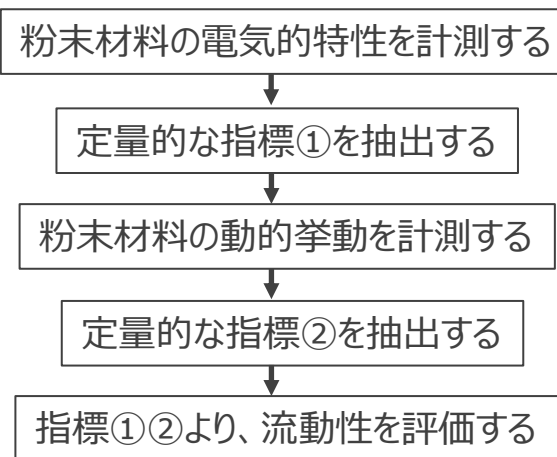 粉末材料の電気的特性を計測する
定量的な指標①を抽出する
粉末材料の動的挙動を計測する
定量的な指標②を抽出する
指標①②より、流動性を評価する